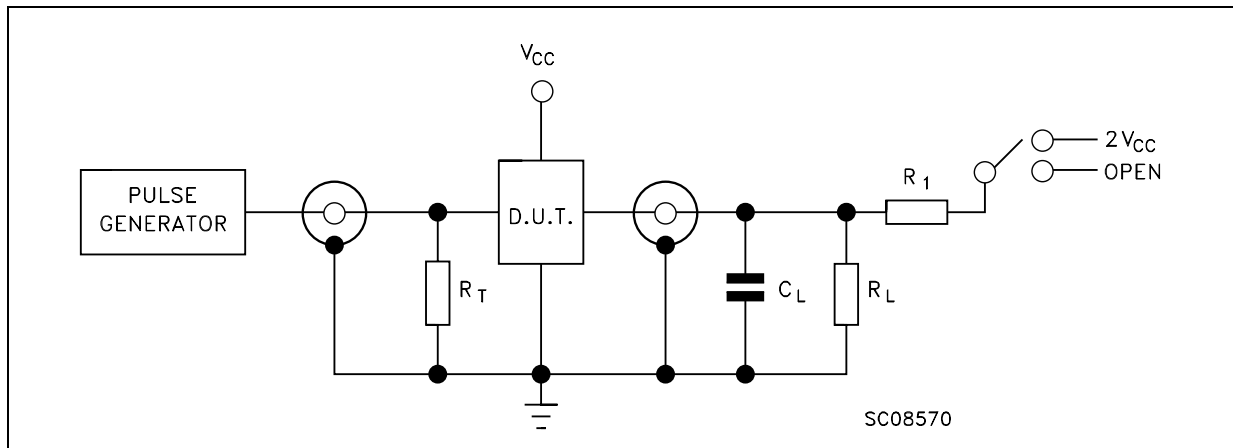 VCC
2VCC
OPEN
PULSE
GENERATOR
D.U.T.
R1
RT
CL
RL
SC08570